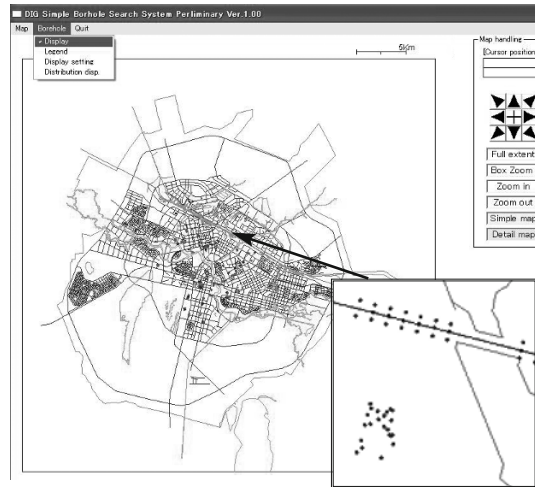 DIG Simple Borehole Search System Perliminary Ver.1.00
Map Borehole Quit
Display
Legend
Display setting
Distribution disp.
5Km
Map handling
[Cursor position
Full extent
Box Zoom
Zoom in
Zoom out
Simple map
Detail map